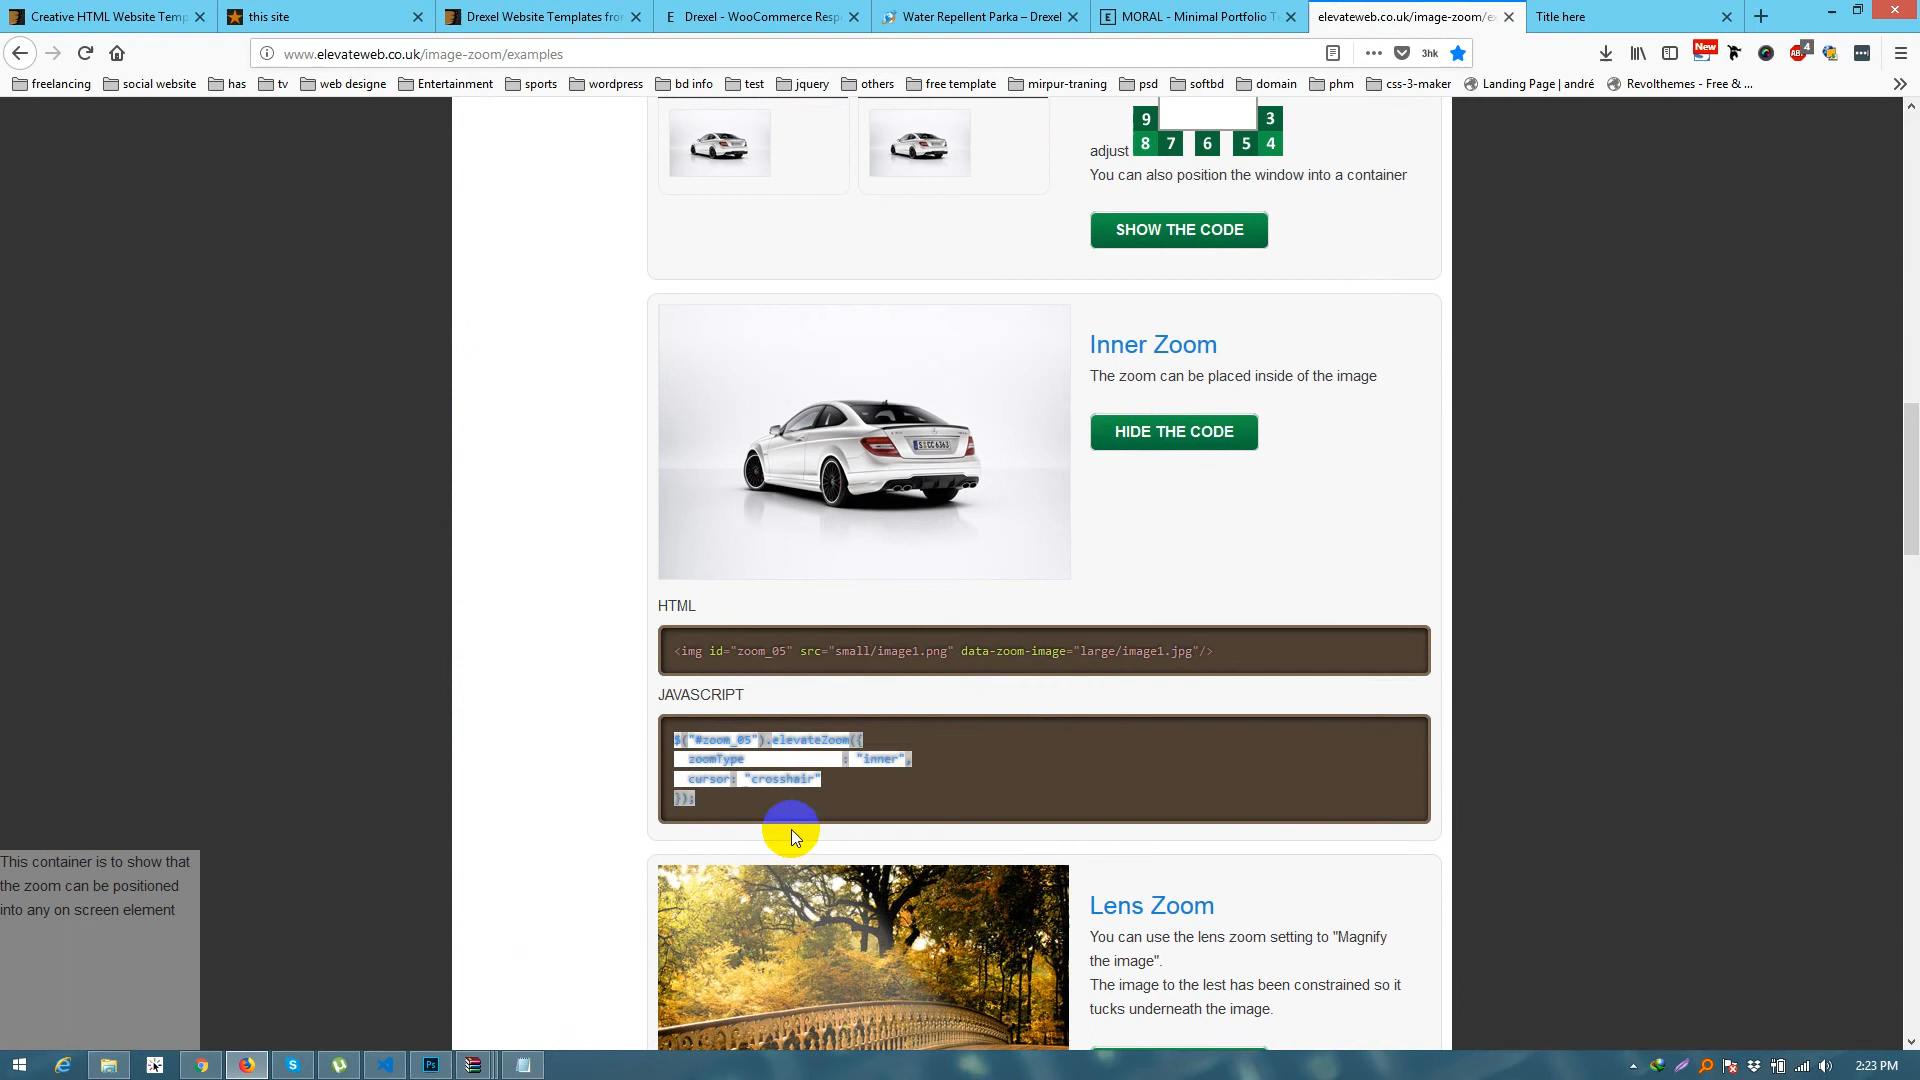 Creative HTML Website Temp
this site
Drexel Website Templates from
E Drexel - WooCommerce Resp
Water Repellent Parka – Drexel
E MORAL - Minimal Portfolio T
elevateweb.co.uk/image-zoom/ex
Title here
www.elevateweb.co.uk/image-zoom/examples
3hk
New
4
freelancing
social website
has
tv
web designe
Entertainment
sports
wordpress
bd info
test
jquery
others
free template
mirpur-traning
psd
softbd
domain
phm
css-3-maker
Landing Page | andré
Revolthemes - Free & ...
9 3
adjust 8 7 6 5 4
You can also position the window into a container
SHOW THE CODE
Inner Zoom
The zoom can be placed inside of the image
HIDE THE CODE
S CC 6363
HTML
<img id="zoom_05" src="small/image1.png" data-zoom-image="large/image1.jpg"/>
JAVASCRIPT
$("#zoom_05").elevateZoom({
zoomType : "inner",
cursor: "crosshair"
});
This container is to show that
the zoom can be positioned
into any on screen element
Lens Zoom
You can use the lens zoom setting to "Magnify
the image".
The image to the lest has been constrained so it
tucks underneath the image.
Ps
2:23 PM